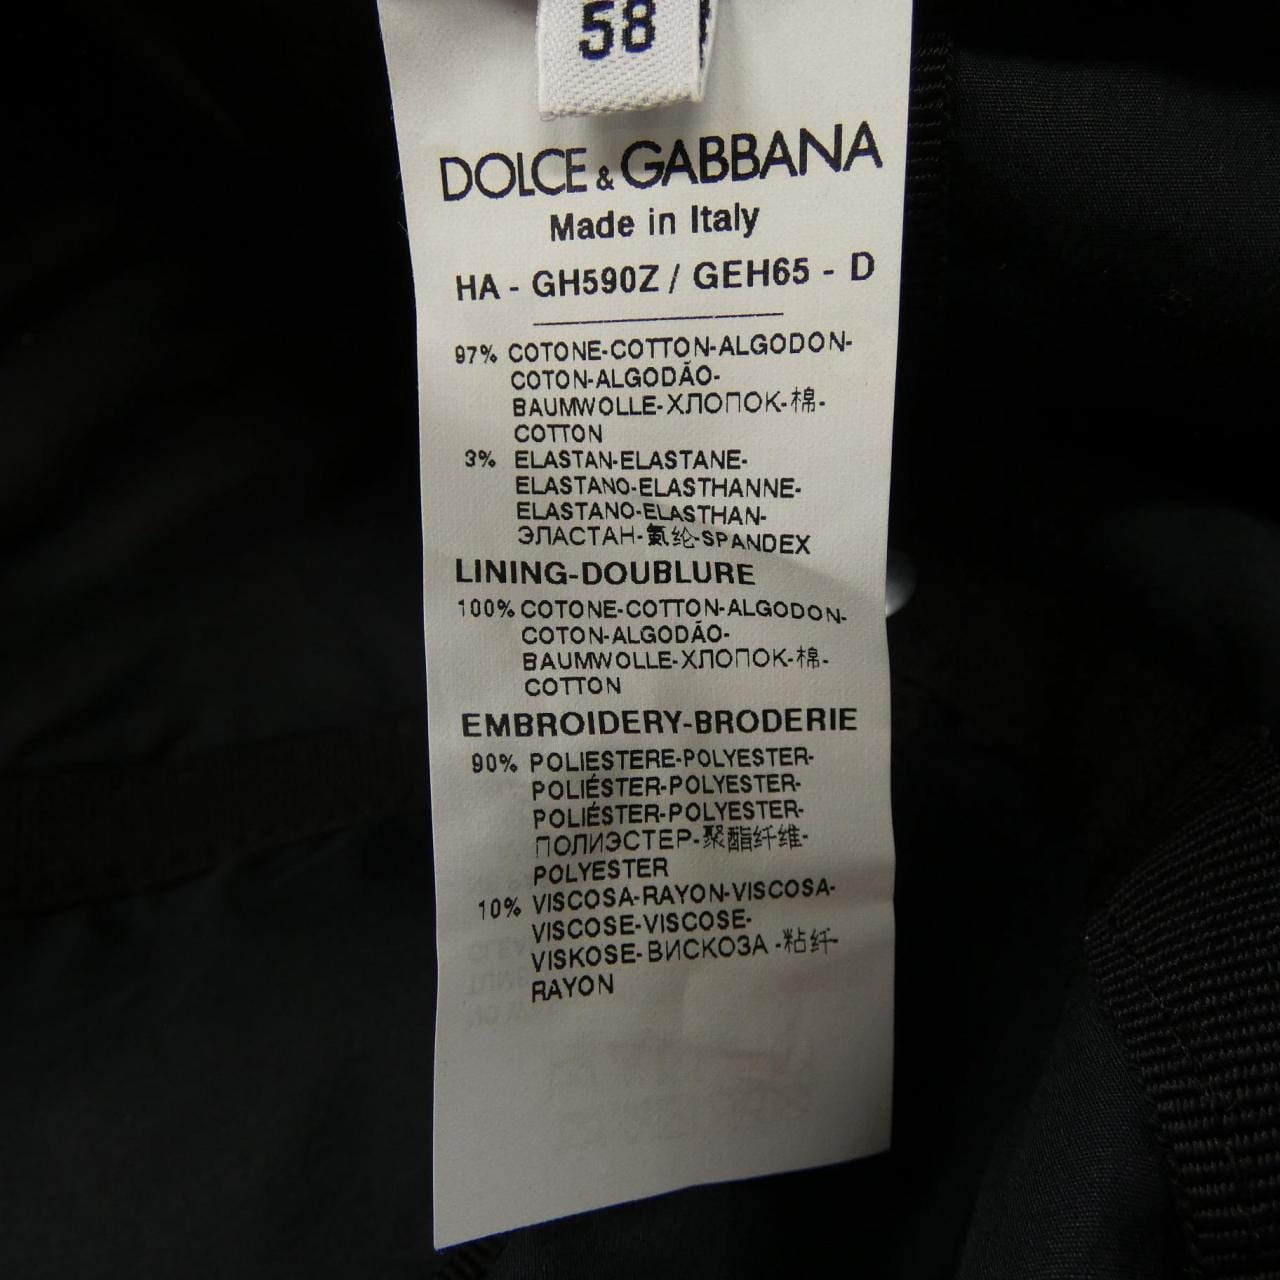 58
DOLCE & GABBANA
Made in Italy
HA - GH590Z / GEH65 - D
97% COTONE-COTTON-ALGODON-
COTON-ALGODÃO-
BAUMWOLLE-ХЛОПОК-棉-
COTTON
3% ELASTAN-ELASTANE-
ELASTANO-ELASTHANNE-
ELASTANO-ELASTHAN-
ЭЛАСТАН-氨纶-SPANDEX
LINING-DOUBLURE
100% COTONE-COTTON-ALGODON-
COTON-ALGODÃO-
BAUMWOLLE-ХЛОПОК-棉-
COTTON
EMBROIDERY-BRODERIE
90% POLIESTERE-POLYESTER-
POLIÉSTER-POLYESTER-
POLIÉSTER-POLYESTER-
ПОЛИЭСТЕР-聚酯纤维-
POLYESTER
10% VISCOSA-RAYON-VISCOSA-
VISCOSE-VISCOSE-
VISKOSE-ВИСКОЗА -粘纤-
RAYON